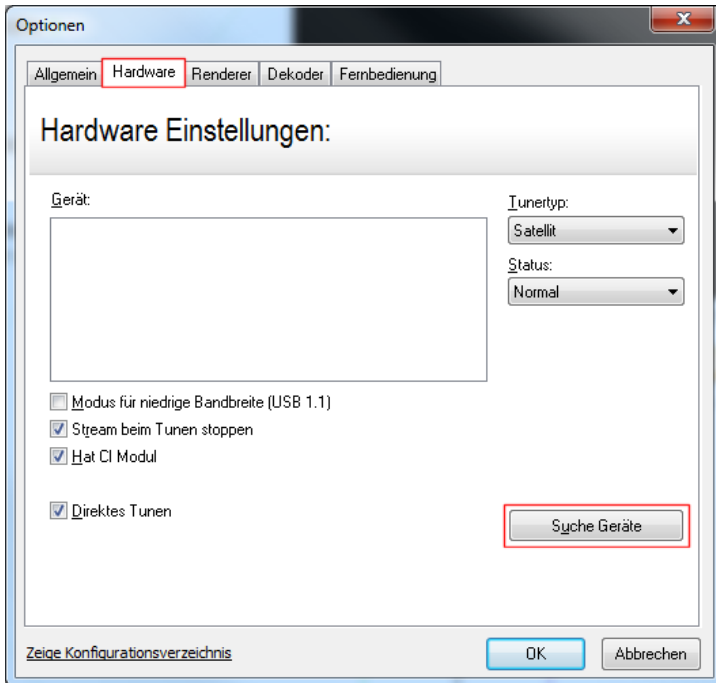 Optionen
Allgemein Hardware Renderer Dekoder Fernbedienung
Hardware Einstellungen:
Gerät:
Tunertyp:
Satellit
Status:
Normal
Modus für niedrige Bandbreite (USB 1.1)
Stream beim Tunen stoppen
Hat CI Modul
Direktes Tunen
Suche Geräte
Zeige Konfigurationsverzeichnis
OK Abbrechen